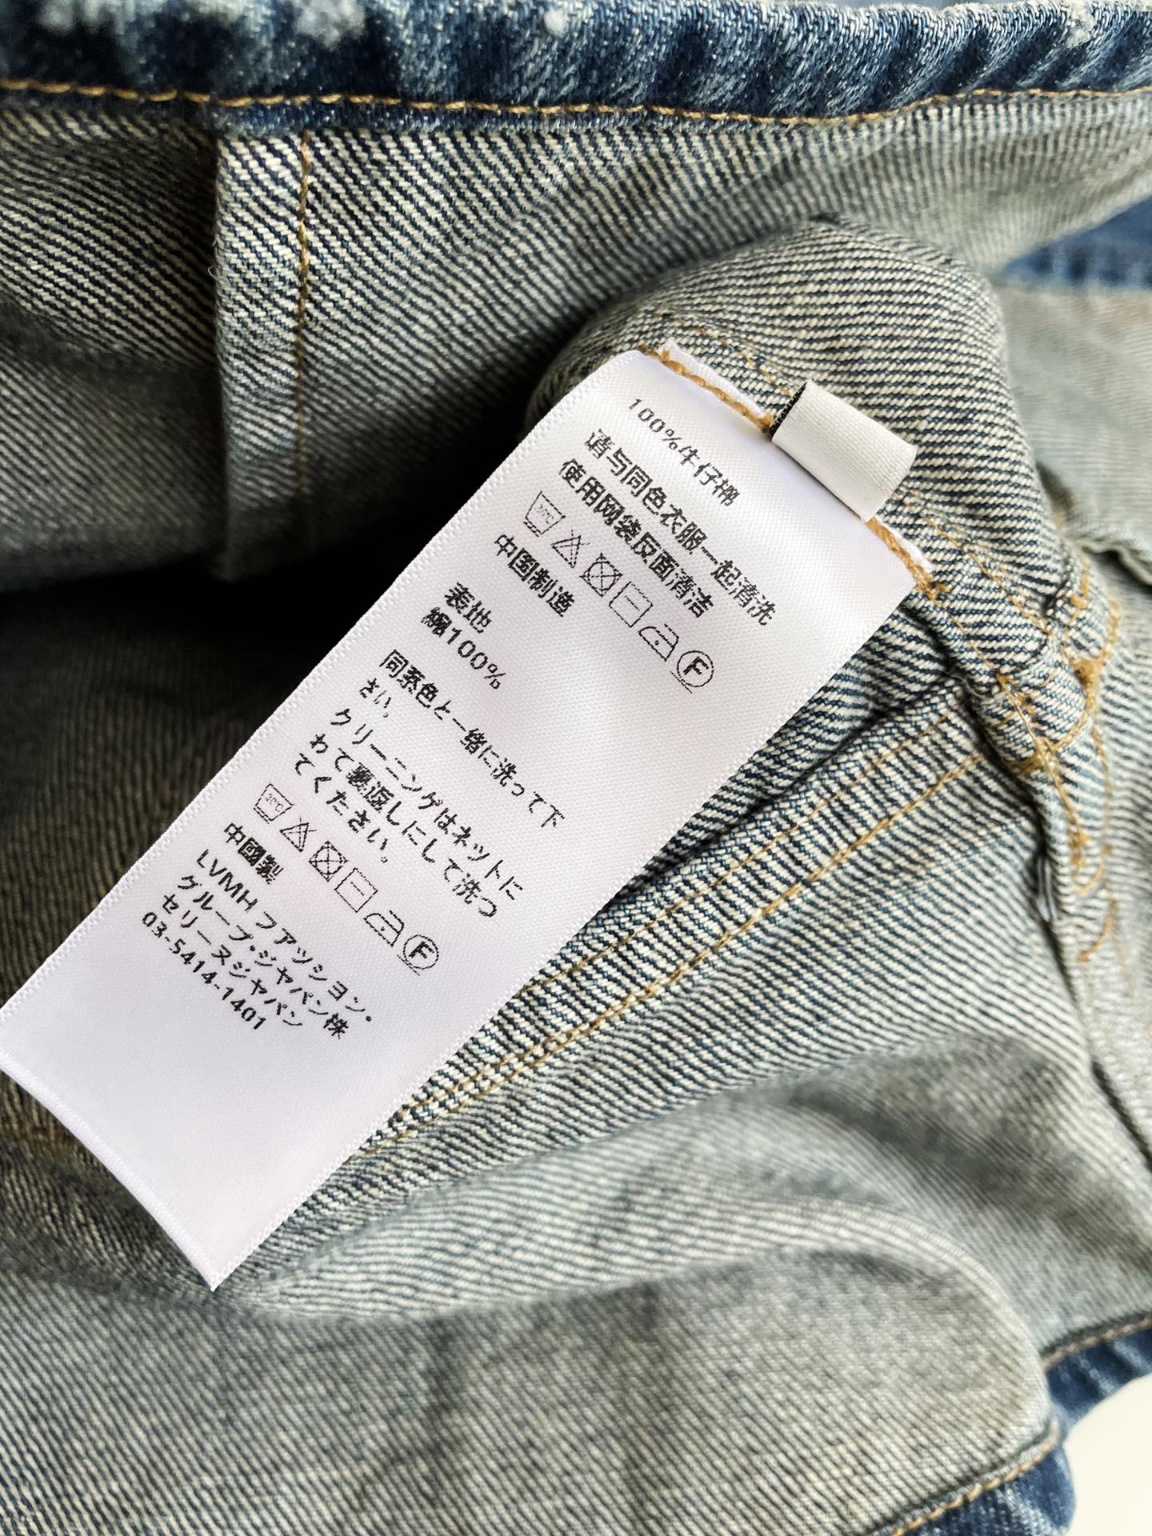 100%牛仔棉
请与同色衣服一起清洗
使用网袋反面清洁
30℃
F
中国制造
表地
綿100%
同系色と一緒に洗って下
さい。
クリーニングはネットに
わて裏返しにして洗つ
てください。
30℃
F
中國製
LVMH ファッション・
グループ・ジャパン株
セリーヌジャパン
03-5414-1401